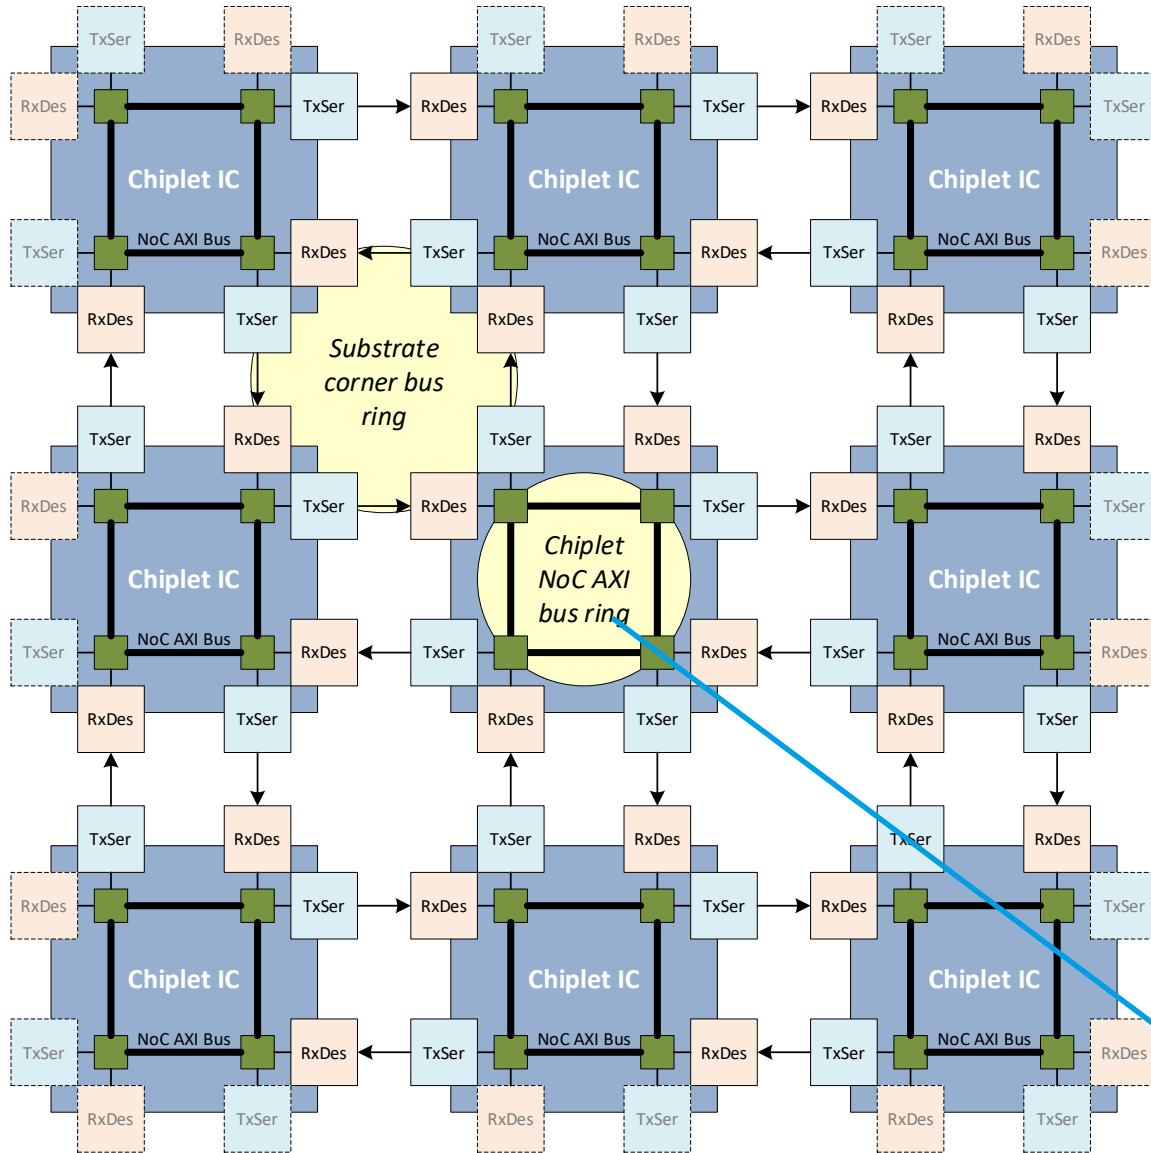 TxSer RxDes TxSer RxDes TxSer RxDes
RxDes TxSer RxDes TxSer RxDes TxSer
Chiplet IC Chiplet IC Chiplet IC
NoC AXI Bus NoC AXI Bus NoC AXI Bus
TxSer RxDes TxSer RxDes TxSer RxDes
RxDes TxSer RxDes TxSer RxDes TxSer
Substrate
corner bus
ring
TxSer RxDes TxSer RxDes TxSer RxDes
RxDes TxSer RxDes TxSer RxDes TxSer
Chiplet IC Chiplet IC
Chiplet
NoC AXI
bus ring
NoC AXI Bus NoC AXI Bus
TxSer RxDes TxSer RxDes TxSer RxDes
RxDes TxSer RxDes TxSer RxDes TxSer
TxSer RxDes TxSer RxDes TxSer RxDes
RxDes TxSer RxDes TxSer RxDes TxSer
Chiplet IC Chiplet IC Chiplet IC
NoC AXI Bus NoC AXI Bus NoC AXI Bus
TxSer RxDes TxSer RxDes TxSer RxDes
RxDes TxSer RxDes TxSer RxDes TxSer